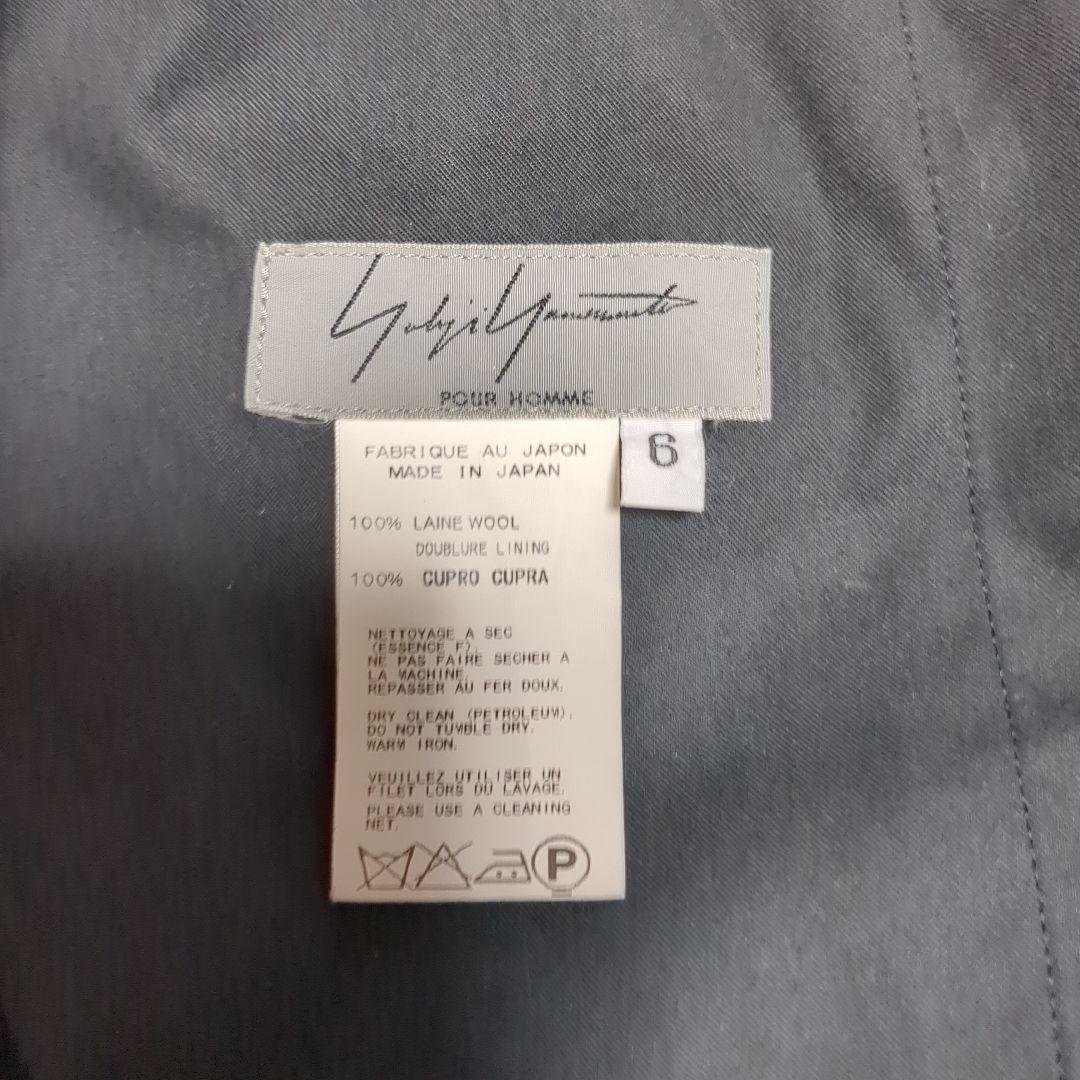 Yohji Yamamoto
POUR HOMME
6
FABRIQUE AU JAPON
MADE IN JAPAN
100% LAINE WOOL
DOUBLURE LINING
100% CUPRO CUPRA
NETTOYAGE A SEC
(ESSENCE F).
NE PAS FAIRE SECHER A
LA MACHINE.
REPASSER AU FER DOUX.
DRY CLEAN (PETROLEUM).
DO NOT TUMBLE DRY.
WARM IRON.
VEUILLEZ UTILISER UN
FILET LORS DU LAVAGE.
PLEASE USE A CLEANING
NET.
P